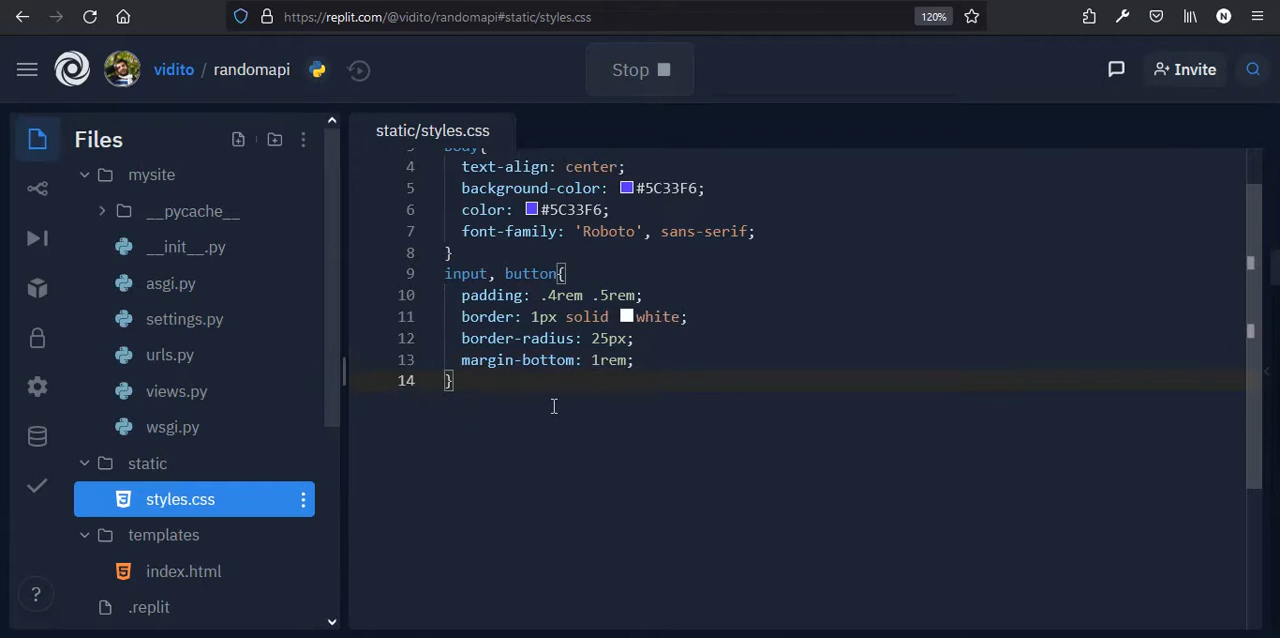 https://replit.com/@vidito/randomapi#static/styles.css
120%
N
vidito / randomapi
Stop
Invite
Files
static/styles.css
mysite
__pycache__
__init__.py
asgi.py
settings.py
urls.py
views.py
wsgi.py
static
styles.css
templates
index.html
.replit
?
3 body{
4 text-align: center;
5 background-color: #5C33F6;
6 color: #5C33F6;
7 font-family: 'Roboto', sans-serif;
8 }
9 input, button{
10 padding: .4rem .5rem;
11 border: 1px solid white;
12 border-radius: 25px;
13 margin-bottom: 1rem;
14 }